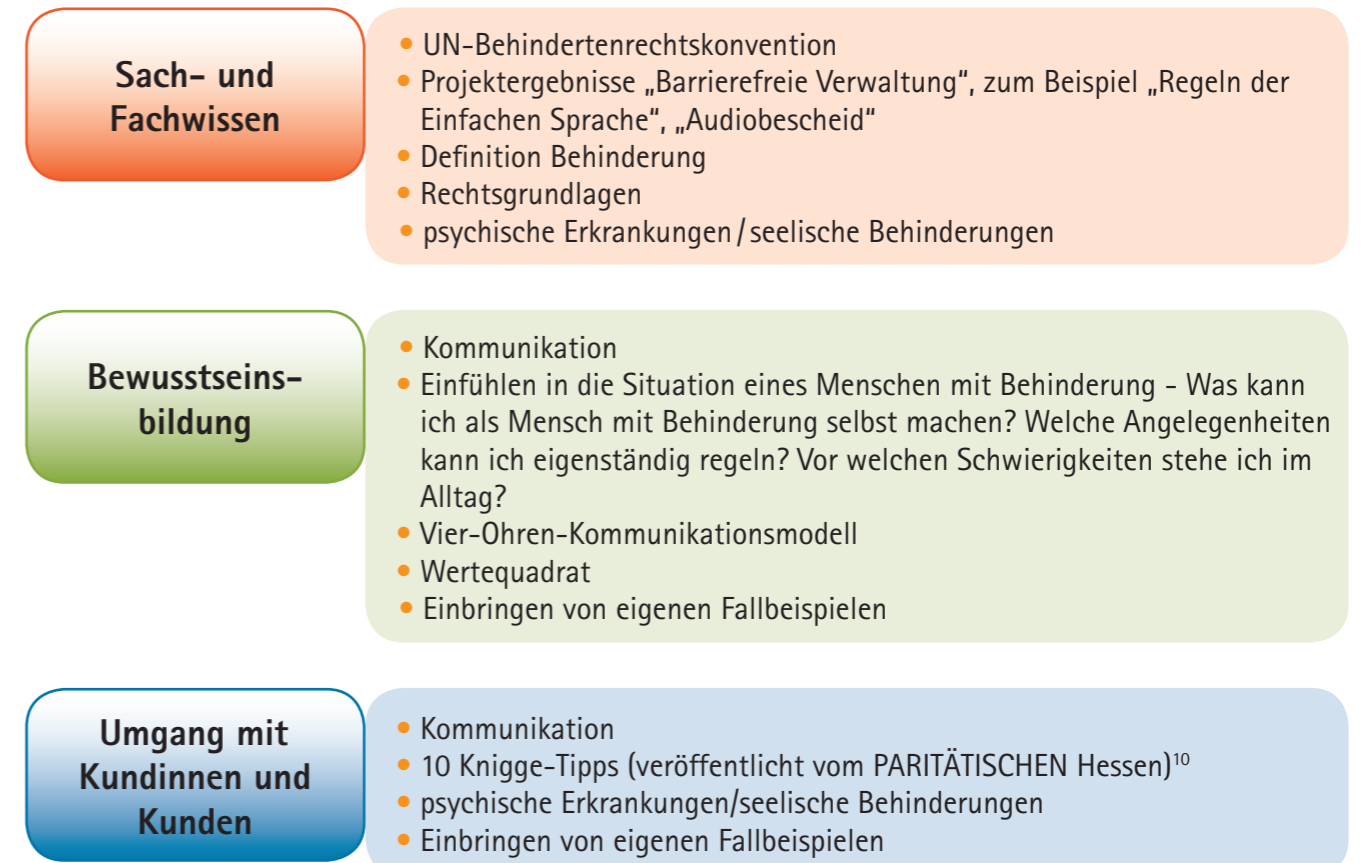 Sach- und
Fachwissen
• UN-Behindertenrechtskonvention
• Projektergebnisse „Barrierefreie Verwaltung“, zum Beispiel „Regeln der
Einfachen Sprache“, „Audiobescheid“
• Definition Behinderung
• Rechtsgrundlagen
• psychische Erkrankungen/seelische Behinderungen
Bewusstseins-
bildung
• Kommunikation
• Einfühlen in die Situation eines Menschen mit Behinderung - Was kann
ich als Mensch mit Behinderung selbst machen? Welche Angelegenheiten
kann ich eigenständig regeln? Vor welchen Schwierigkeiten stehe ich im
Alltag?
• Vier-Ohren-Kommunikationsmodell
• Wertequadrat
• Einbringen von eigenen Fallbeispielen
Umgang mit
Kundinnen und
Kunden
• Kommunikation
• 10 Knigge-Tipps (veröffentlicht vom PARITÄTISCHEN Hessen)¹⁰
• psychische Erkrankungen/seelische Behinderungen
• Einbringen von eigenen Fallbeispielen